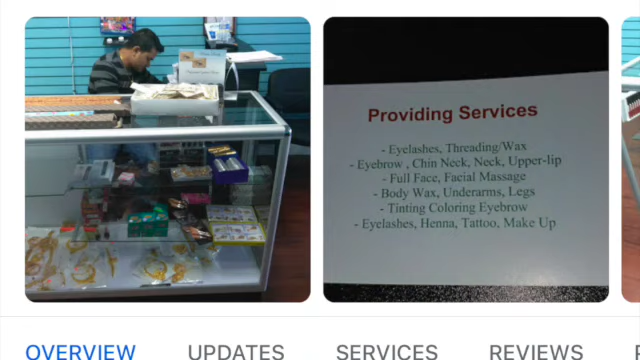 Providing Services
- Eyelashes, Threading/Wax
- Eyebrow , Chin Neck, Neck, Upper-lip
- Full Face, Facial Massage
- Body Wax, Underarms, Legs
- Tinting Coloring Eyebrow
- Eyelashes, Henna, Tattoo, Make Up
OVERVIEW
UPDATES
SERVICES
REVIEWS